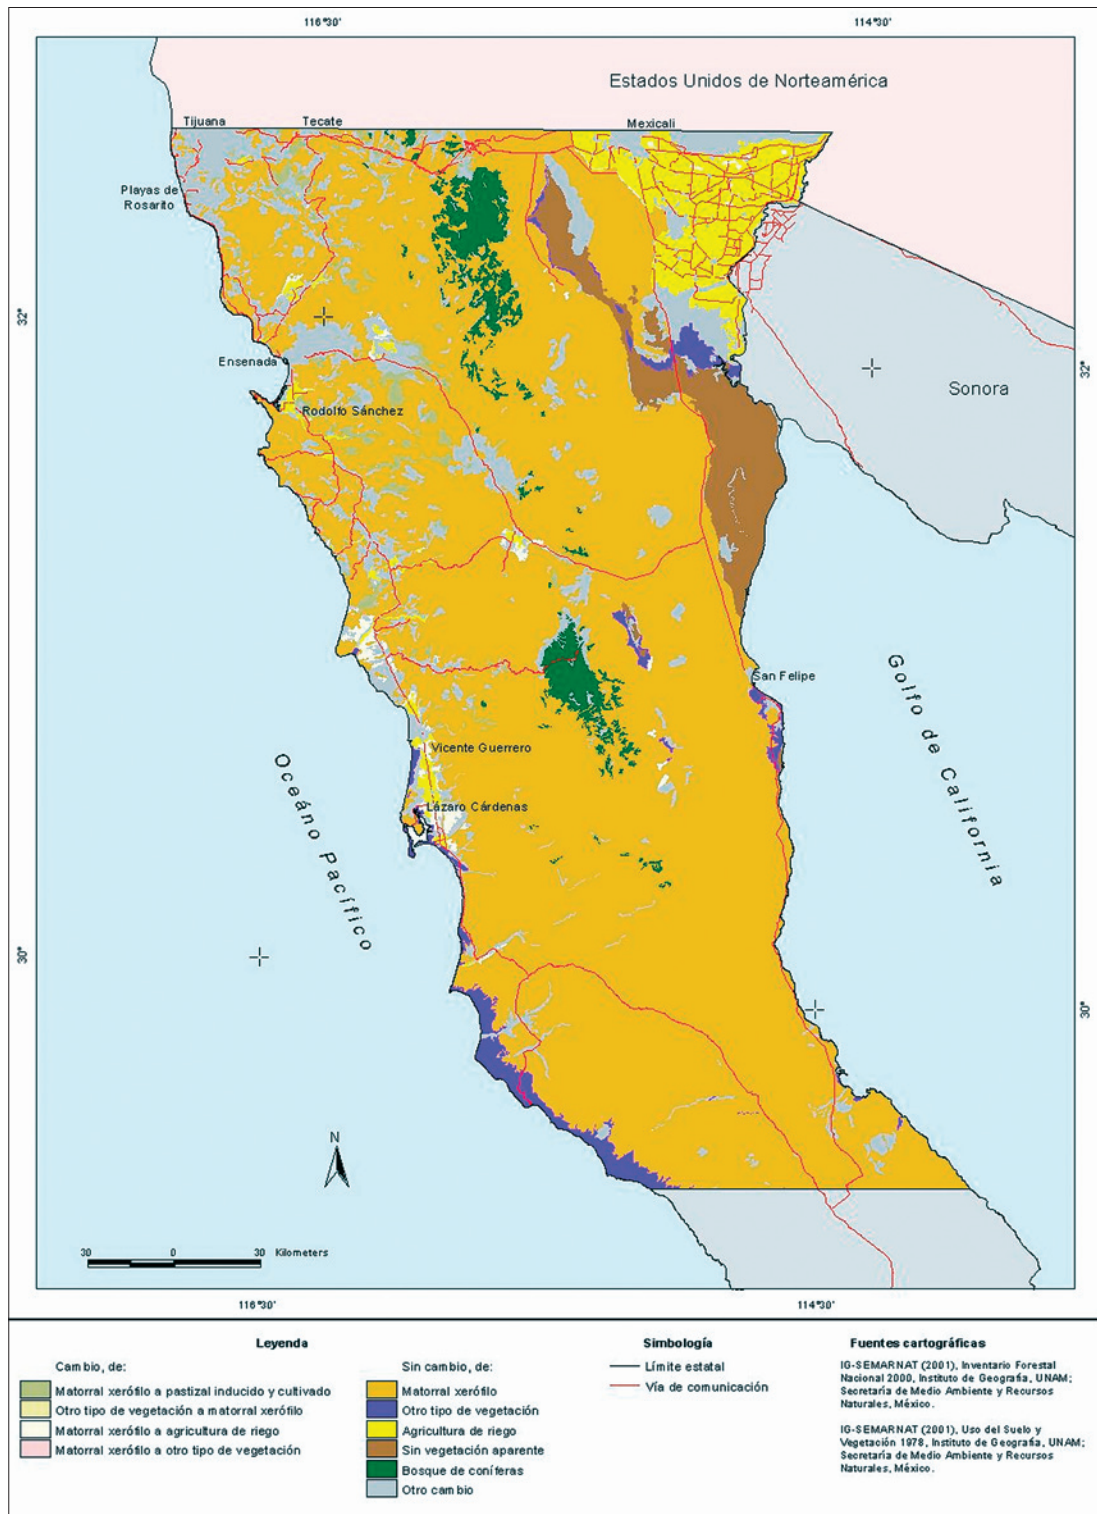 116°30'
114°30'
Estados Unidos de Norteamérica
Tijuana
Tecate
Mexicali
Playas de
Rosarito
32°
32°
Ensenada
Sonora
Rodolfo Sánchez
San Felipe
Golfo de California
Vicente Guerrero
Océano Pacífico
Lázaro Cárdenas
30°
30°
N
30 0 30 Kilometers
116°30'
114°30'
Leyenda
Cambio, de:
Matorral xerófilo a pastizal inducido y cultivado
Otro tipo de vegetación a matorral xerófilo
Matorral xerófilo a agricultura de riego
Matorral xerófilo a otro tipo de vegetación
Sin cambio, de:
Matorral xerófilo
Otro tipo de vegetación
Agricultura de riego
Sin vegetación aparente
Bosque de coníferas
Otro cambio
Simbología
Límite estatal
Vía de comunicación
Fuentes cartográficas
IG-SEMARNAT (2001), Inventario Forestal
Nacional 2000, Instituto de Geografía, UNAM;
Secretaría de Medio Ambiente y Recursos
Naturales, México.
IG-SEMARNAT (2001), Uso del Suelo y
Vegetación 1978, Instituto de Geografía, UNAM;
Secretaría de Medio Ambiente y Recursos
Naturales, México.